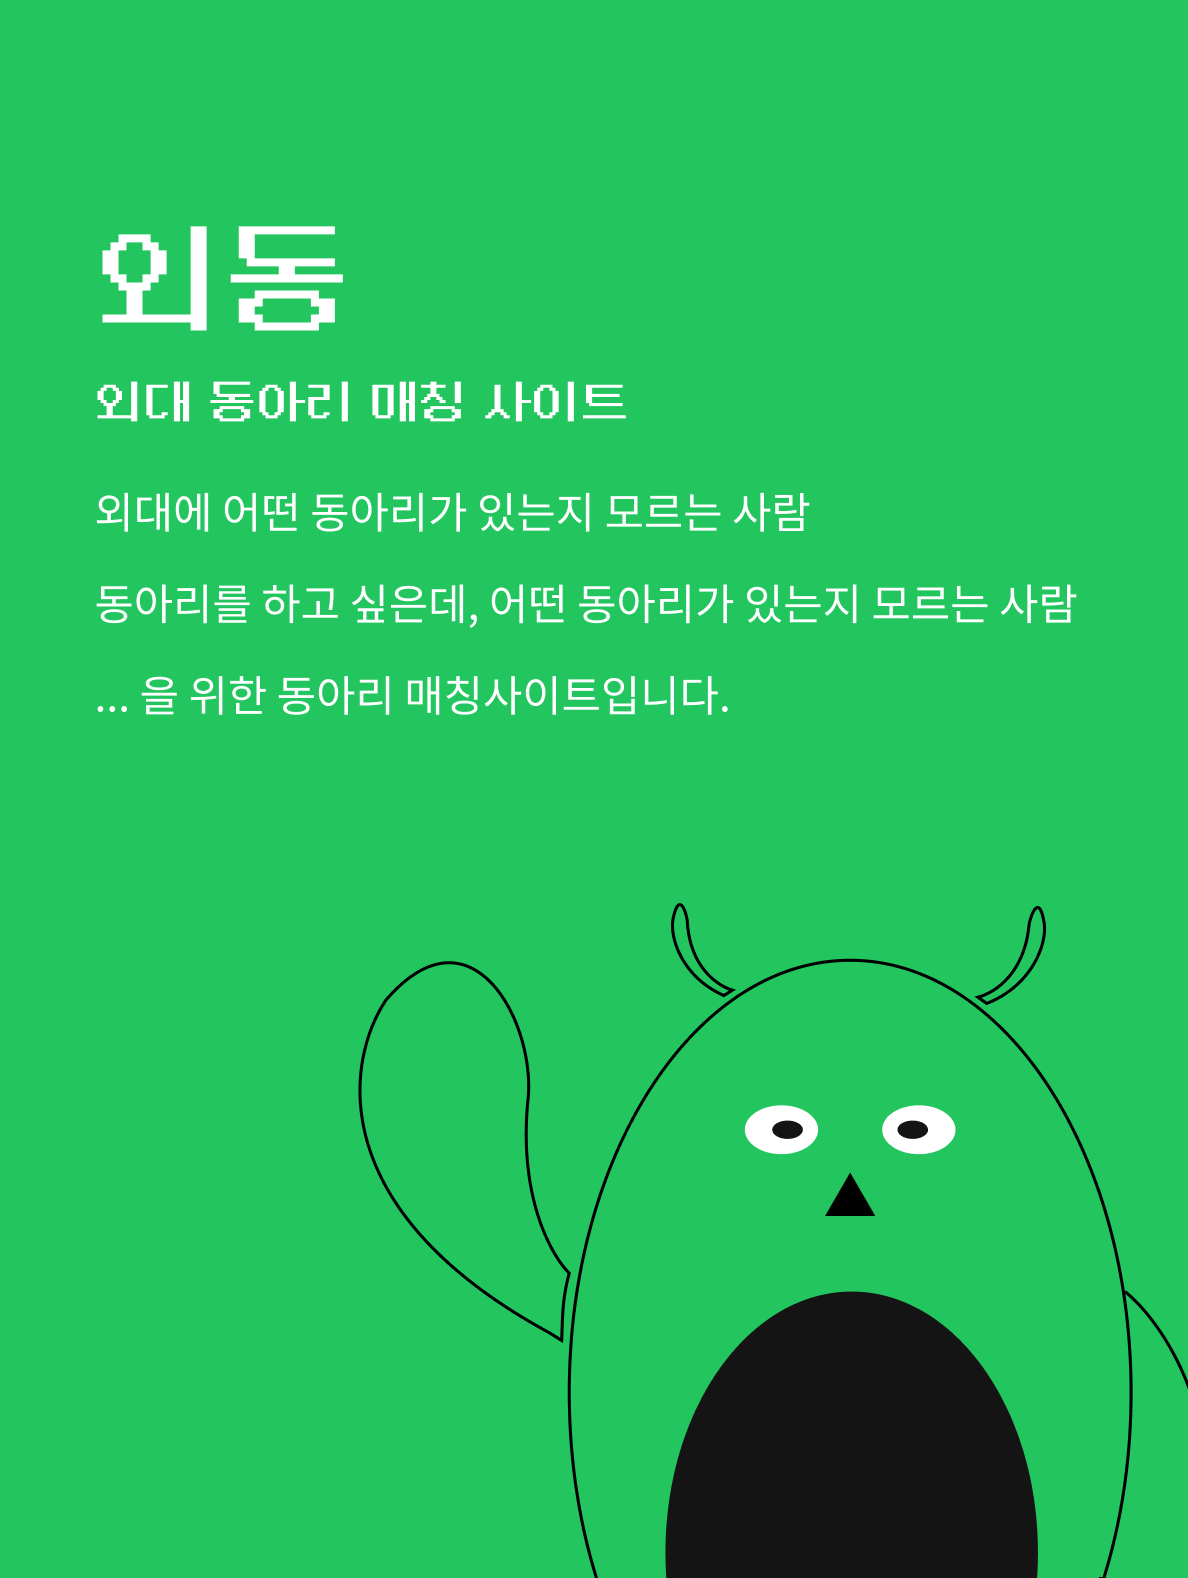 외동
외대 동아리 매칭 사이트
외대에 어떤 동아리가 있는지 모르는 사람
동아리를 하고 싶은데, 어떤 동아리가 있는지 모르는 사람
... 을 위한 동아리 매칭사이트입니다.